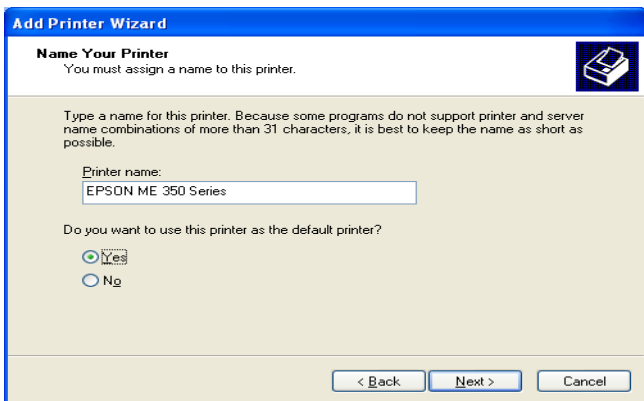 Add Printer Wizard
Name Your Printer
You must assign a name to this printer.
Type a name for this printer. Because some programs do not support printer and server
name combinations of more than 31 characters, it is best to keep the name as short as
possible.
Printer name:
EPSON ME 350 Series
Do you want to use this printer as the default printer?
Yes
No
< Back
Next >
Cancel